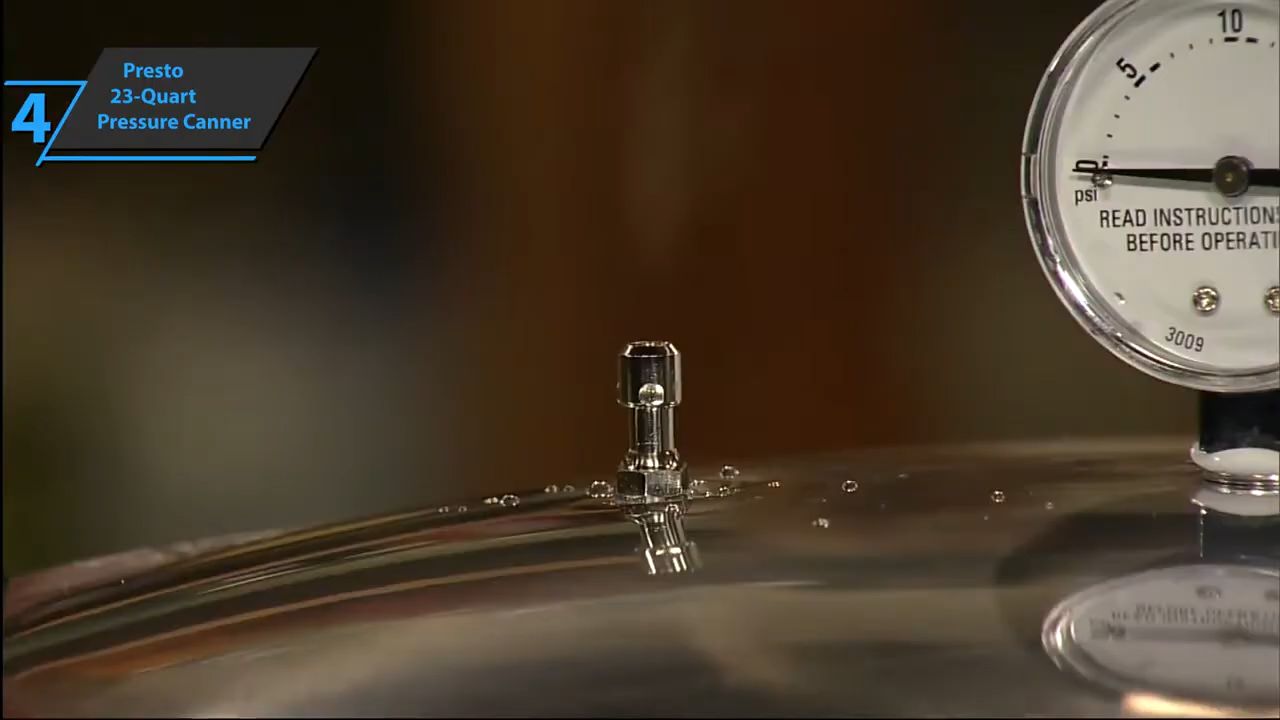 4
Presto
23-Quart
Pressure Canner
10
5
0
psi
READ INSTRUCTIONS
BEFORE OPERATI
3009